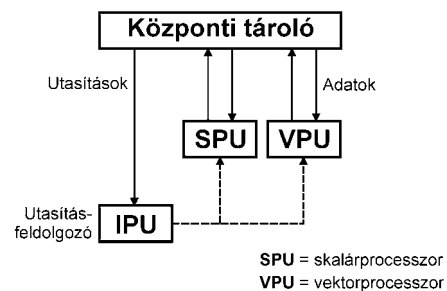 Központi tároló
Utasítások
Adatok
SPU
VPU
Utasítás-
feldolgozó
IPU
SPU = skalárprocesszor
VPU = vektorprocesszor